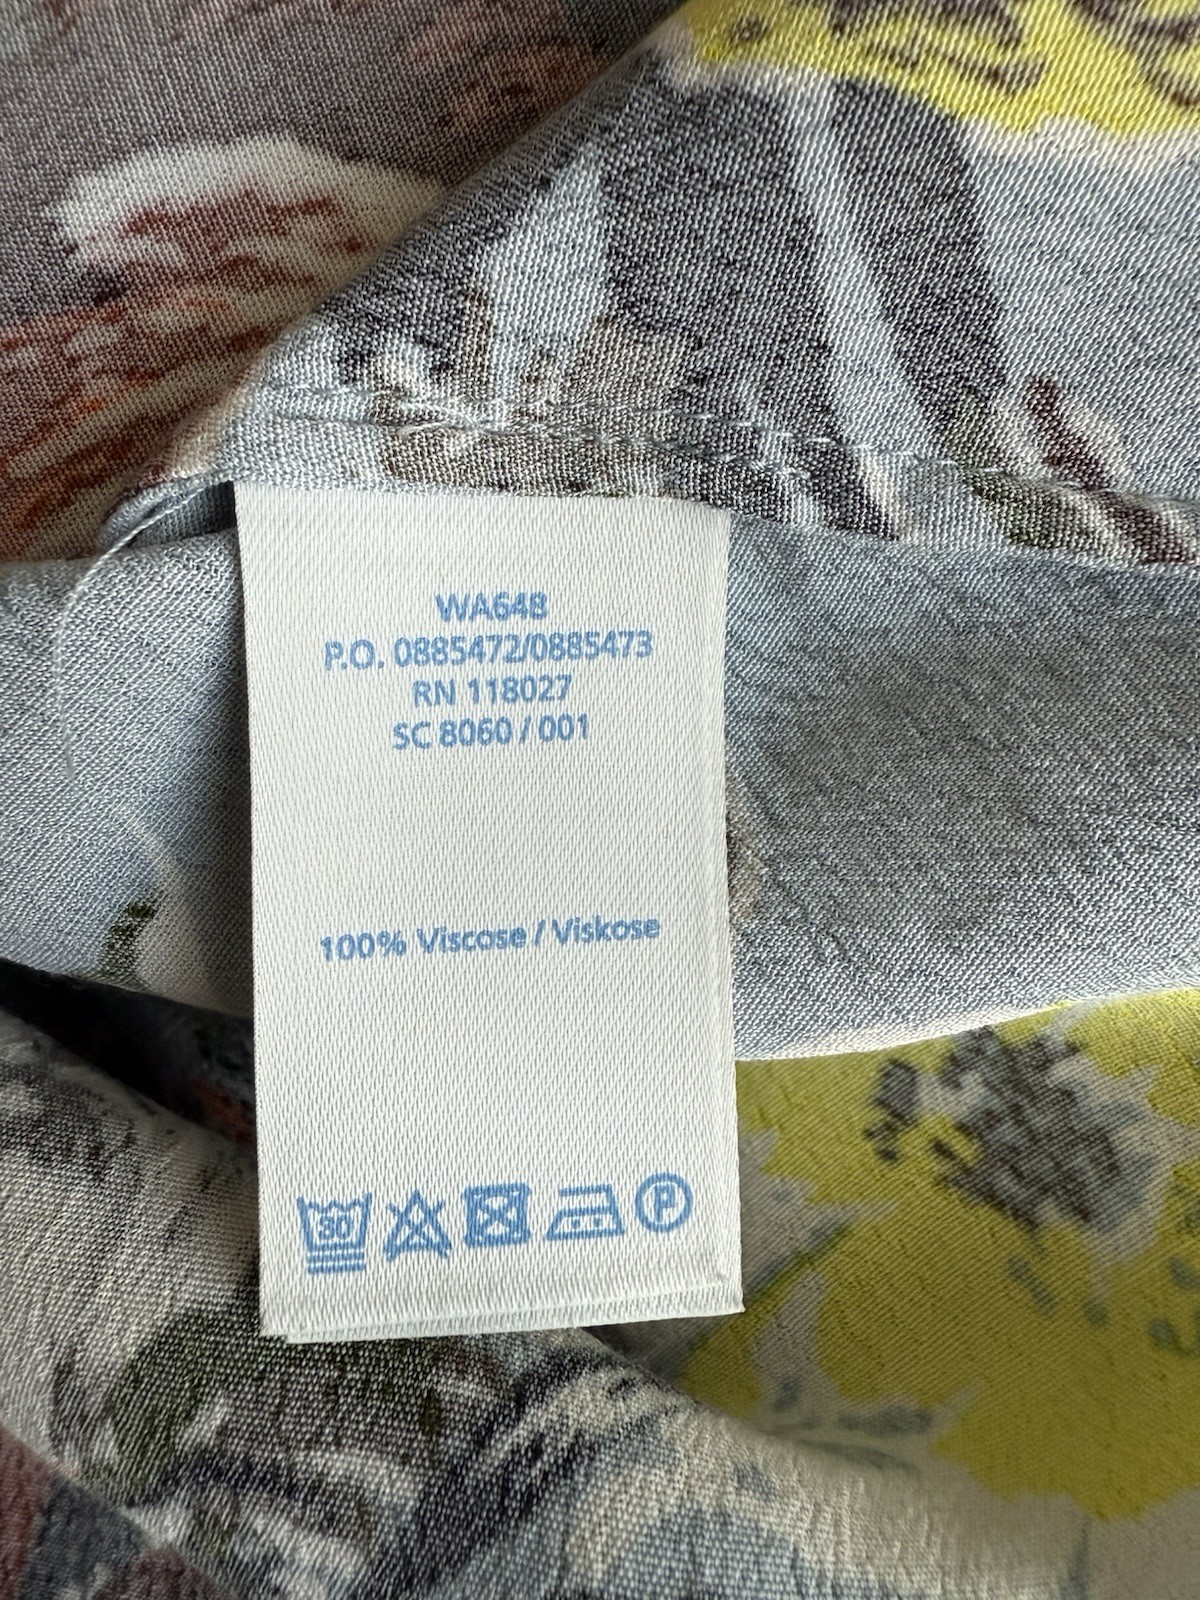 WA648
P.O. 0885472/0885473
RN 118027
SC 8060 / 001
100% Viscose / Viskose
30 P